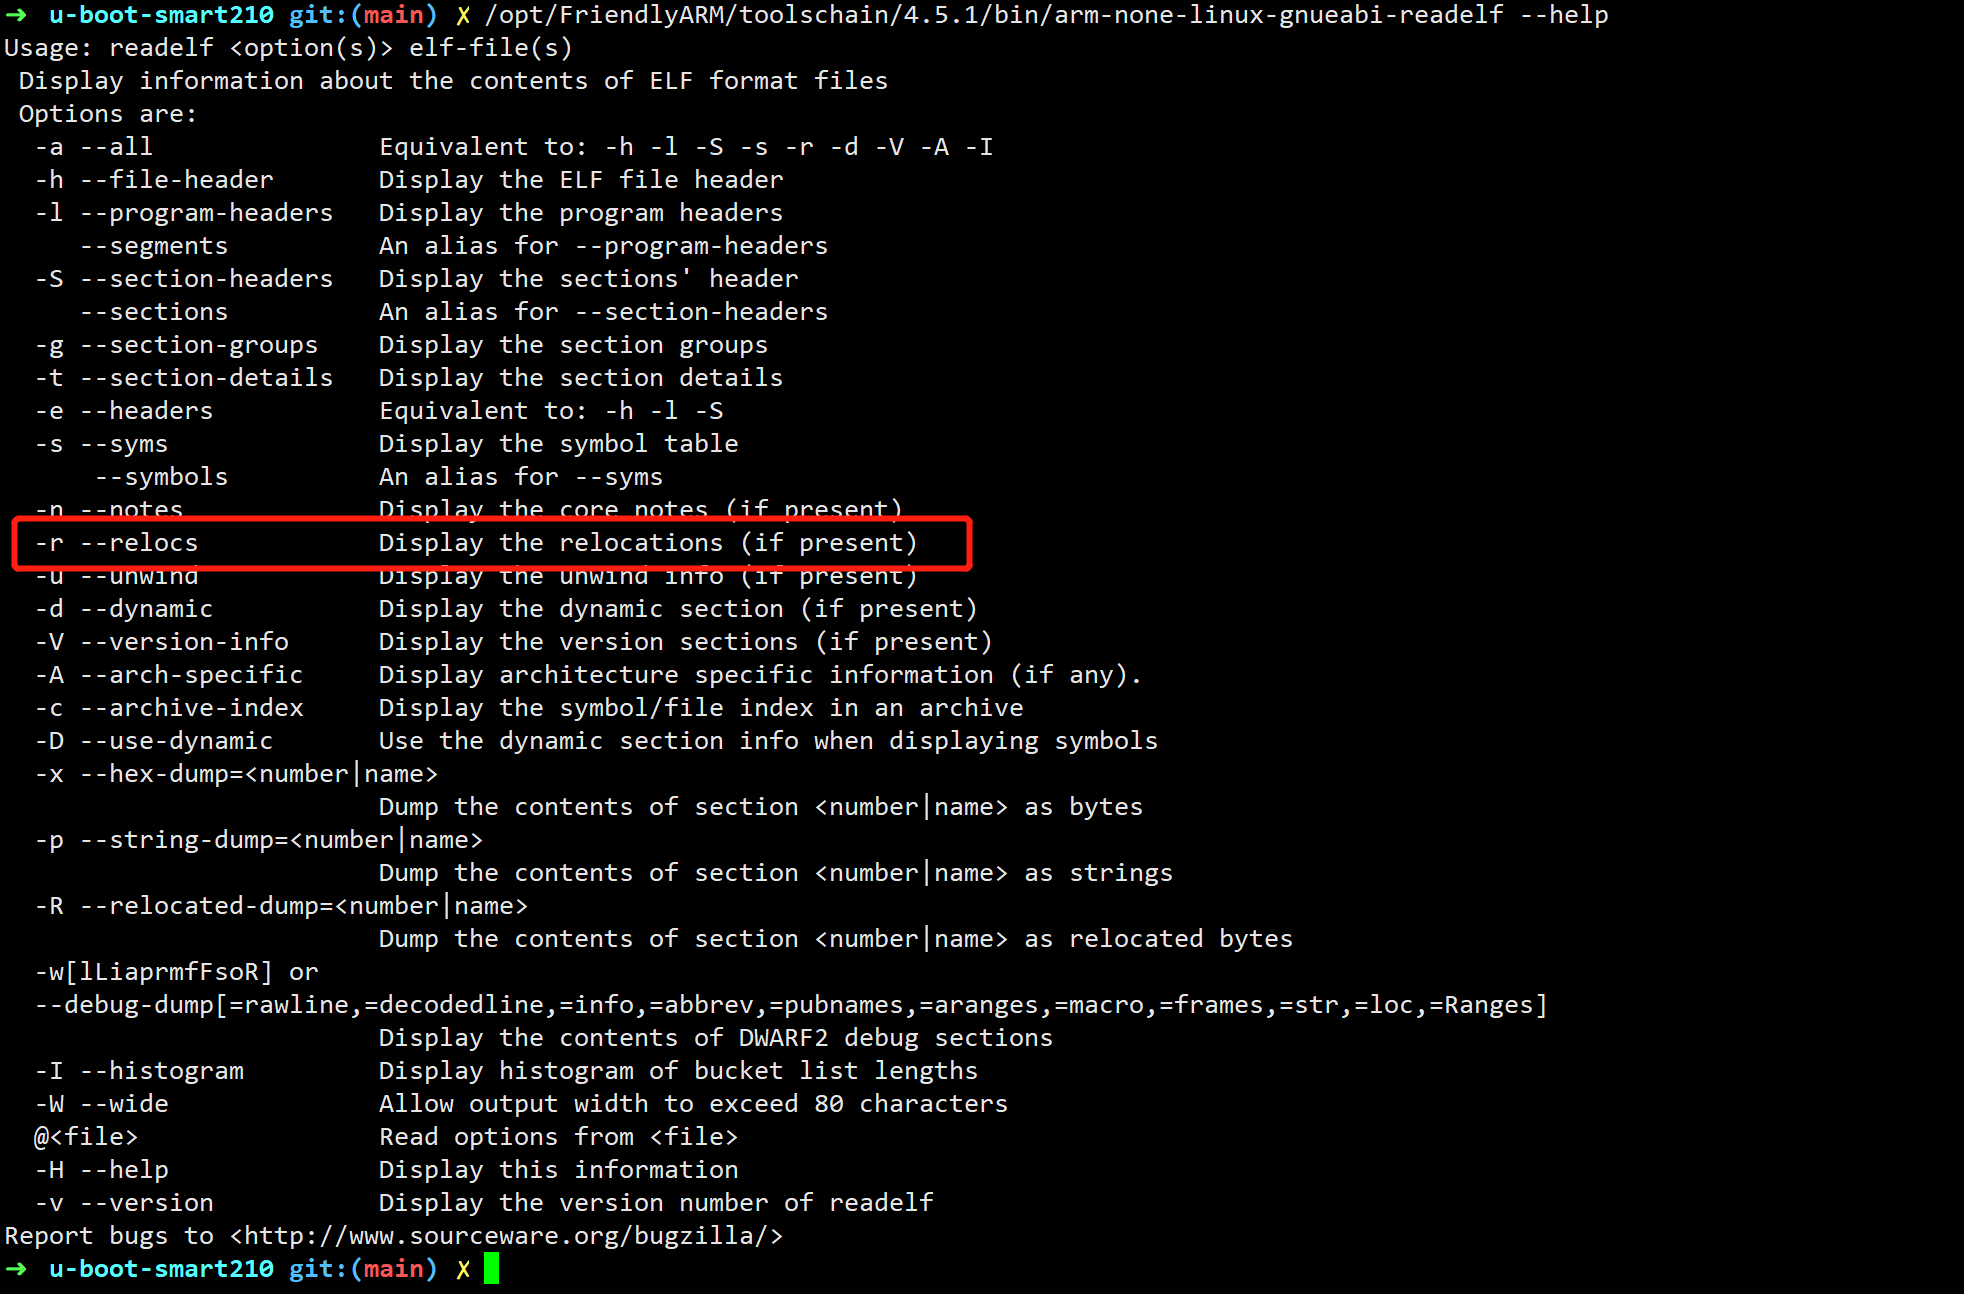 ➜  u-boot-smart210 git:(main) ✗ /opt/FriendlyARM/toolschain/4.5.1/bin/arm-none-linux-gnueabi-readelf --help
Usage: readelf <option(s)> elf-file(s)
 Display information about the contents of ELF format files
 Options are:
  -a --all               Equivalent to: -h -l -S -s -r -d -V -A -I
  -h --file-header       Display the ELF file header
  -l --program-headers   Display the program headers
     --segments          An alias for --program-headers
  -S --section-headers   Display the sections' header
     --sections          An alias for --section-headers
  -g --section-groups    Display the section groups
  -t --section-details   Display the section details
  -e --headers           Equivalent to: -h -l -S
  -s --syms              Display the symbol table
      --symbols          An alias for --syms
  -n --notes             Display the core notes (if present)
  -r --relocs            Display the relocations (if present)
  -u --unwind            Display the unwind info (if present)
  -d --dynamic           Display the dynamic section (if present)
  -V --version-info      Display the version sections (if present)
  -A --arch-specific     Display architecture specific information (if any).
  -c --archive-index     Display the symbol/file index in an archive
  -D --use-dynamic       Use the dynamic section info when displaying symbols
  -x --hex-dump=<number|name>
                         Dump the contents of section <number|name> as bytes
  -p --string-dump=<number|name>
                         Dump the contents of section <number|name> as strings
  -R --relocated-dump=<number|name>
                         Dump the contents of section <number|name> as relocated bytes
  -w[lLiaprmfFsoR] or
  --debug-dump[=rawline,=decodedline,=info,=abbrev,=pubnames,=aranges,=macro,=frames,=str,=loc,=Ranges]
                         Display the contents of DWARF2 debug sections
  -I --histogram         Display histogram of bucket list lengths
  -W --wide              Allow output width to exceed 80 characters
  @<file>                Read options from <file>
  -H --help              Display this information
  -v --version           Display the version number of readelf
Report bugs to <http://www.sourceware.org/bugzilla/>
➜  u-boot-smart210 git:(main) ✗